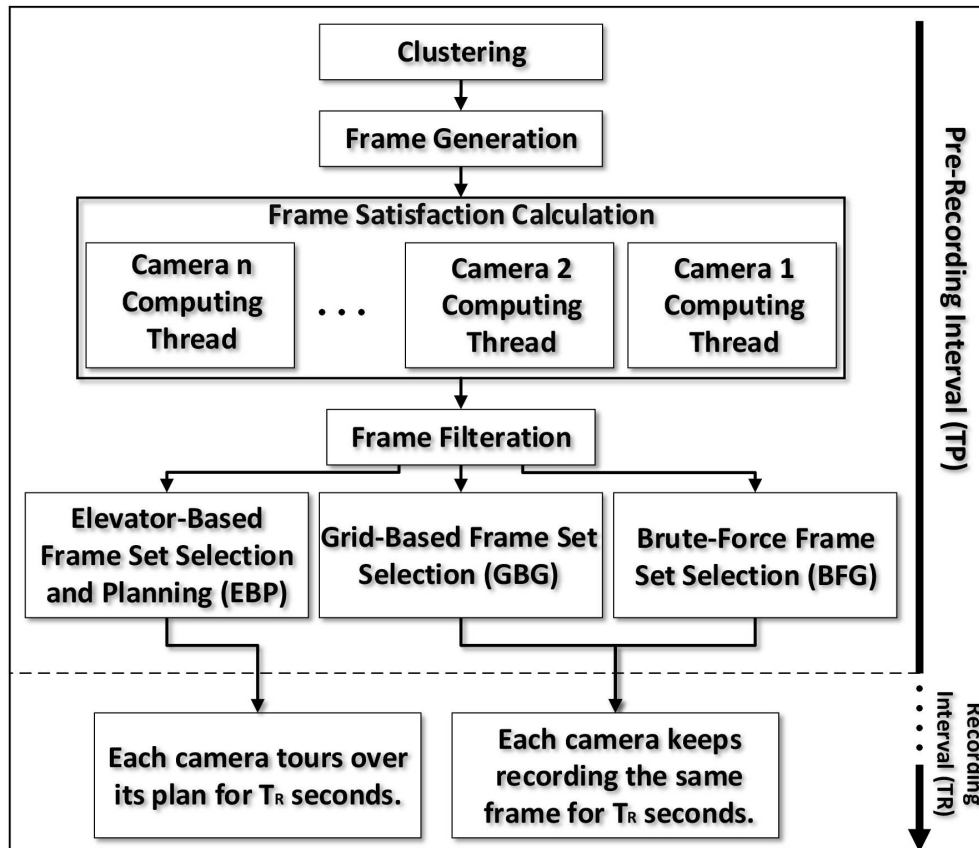 Clustering
Frame Generation
Frame Satisfaction Calculation
Camera n
Computing
Thread
. . .
Camera 2
Computing
Thread
Camera 1
Computing
Thread
Frame Filteration
Elevator-Based
Frame Set Selection
and Planning (EBP)
Grid-Based Frame Set
Selection (GBG)
Brute-Force Frame
Set Selection (BFG)
Each camera tours over
its plan for TR seconds.
Each camera keeps
recording the same
frame for TR seconds.
Pre-Recording Interval (TP)
Recording
Interval (TR)